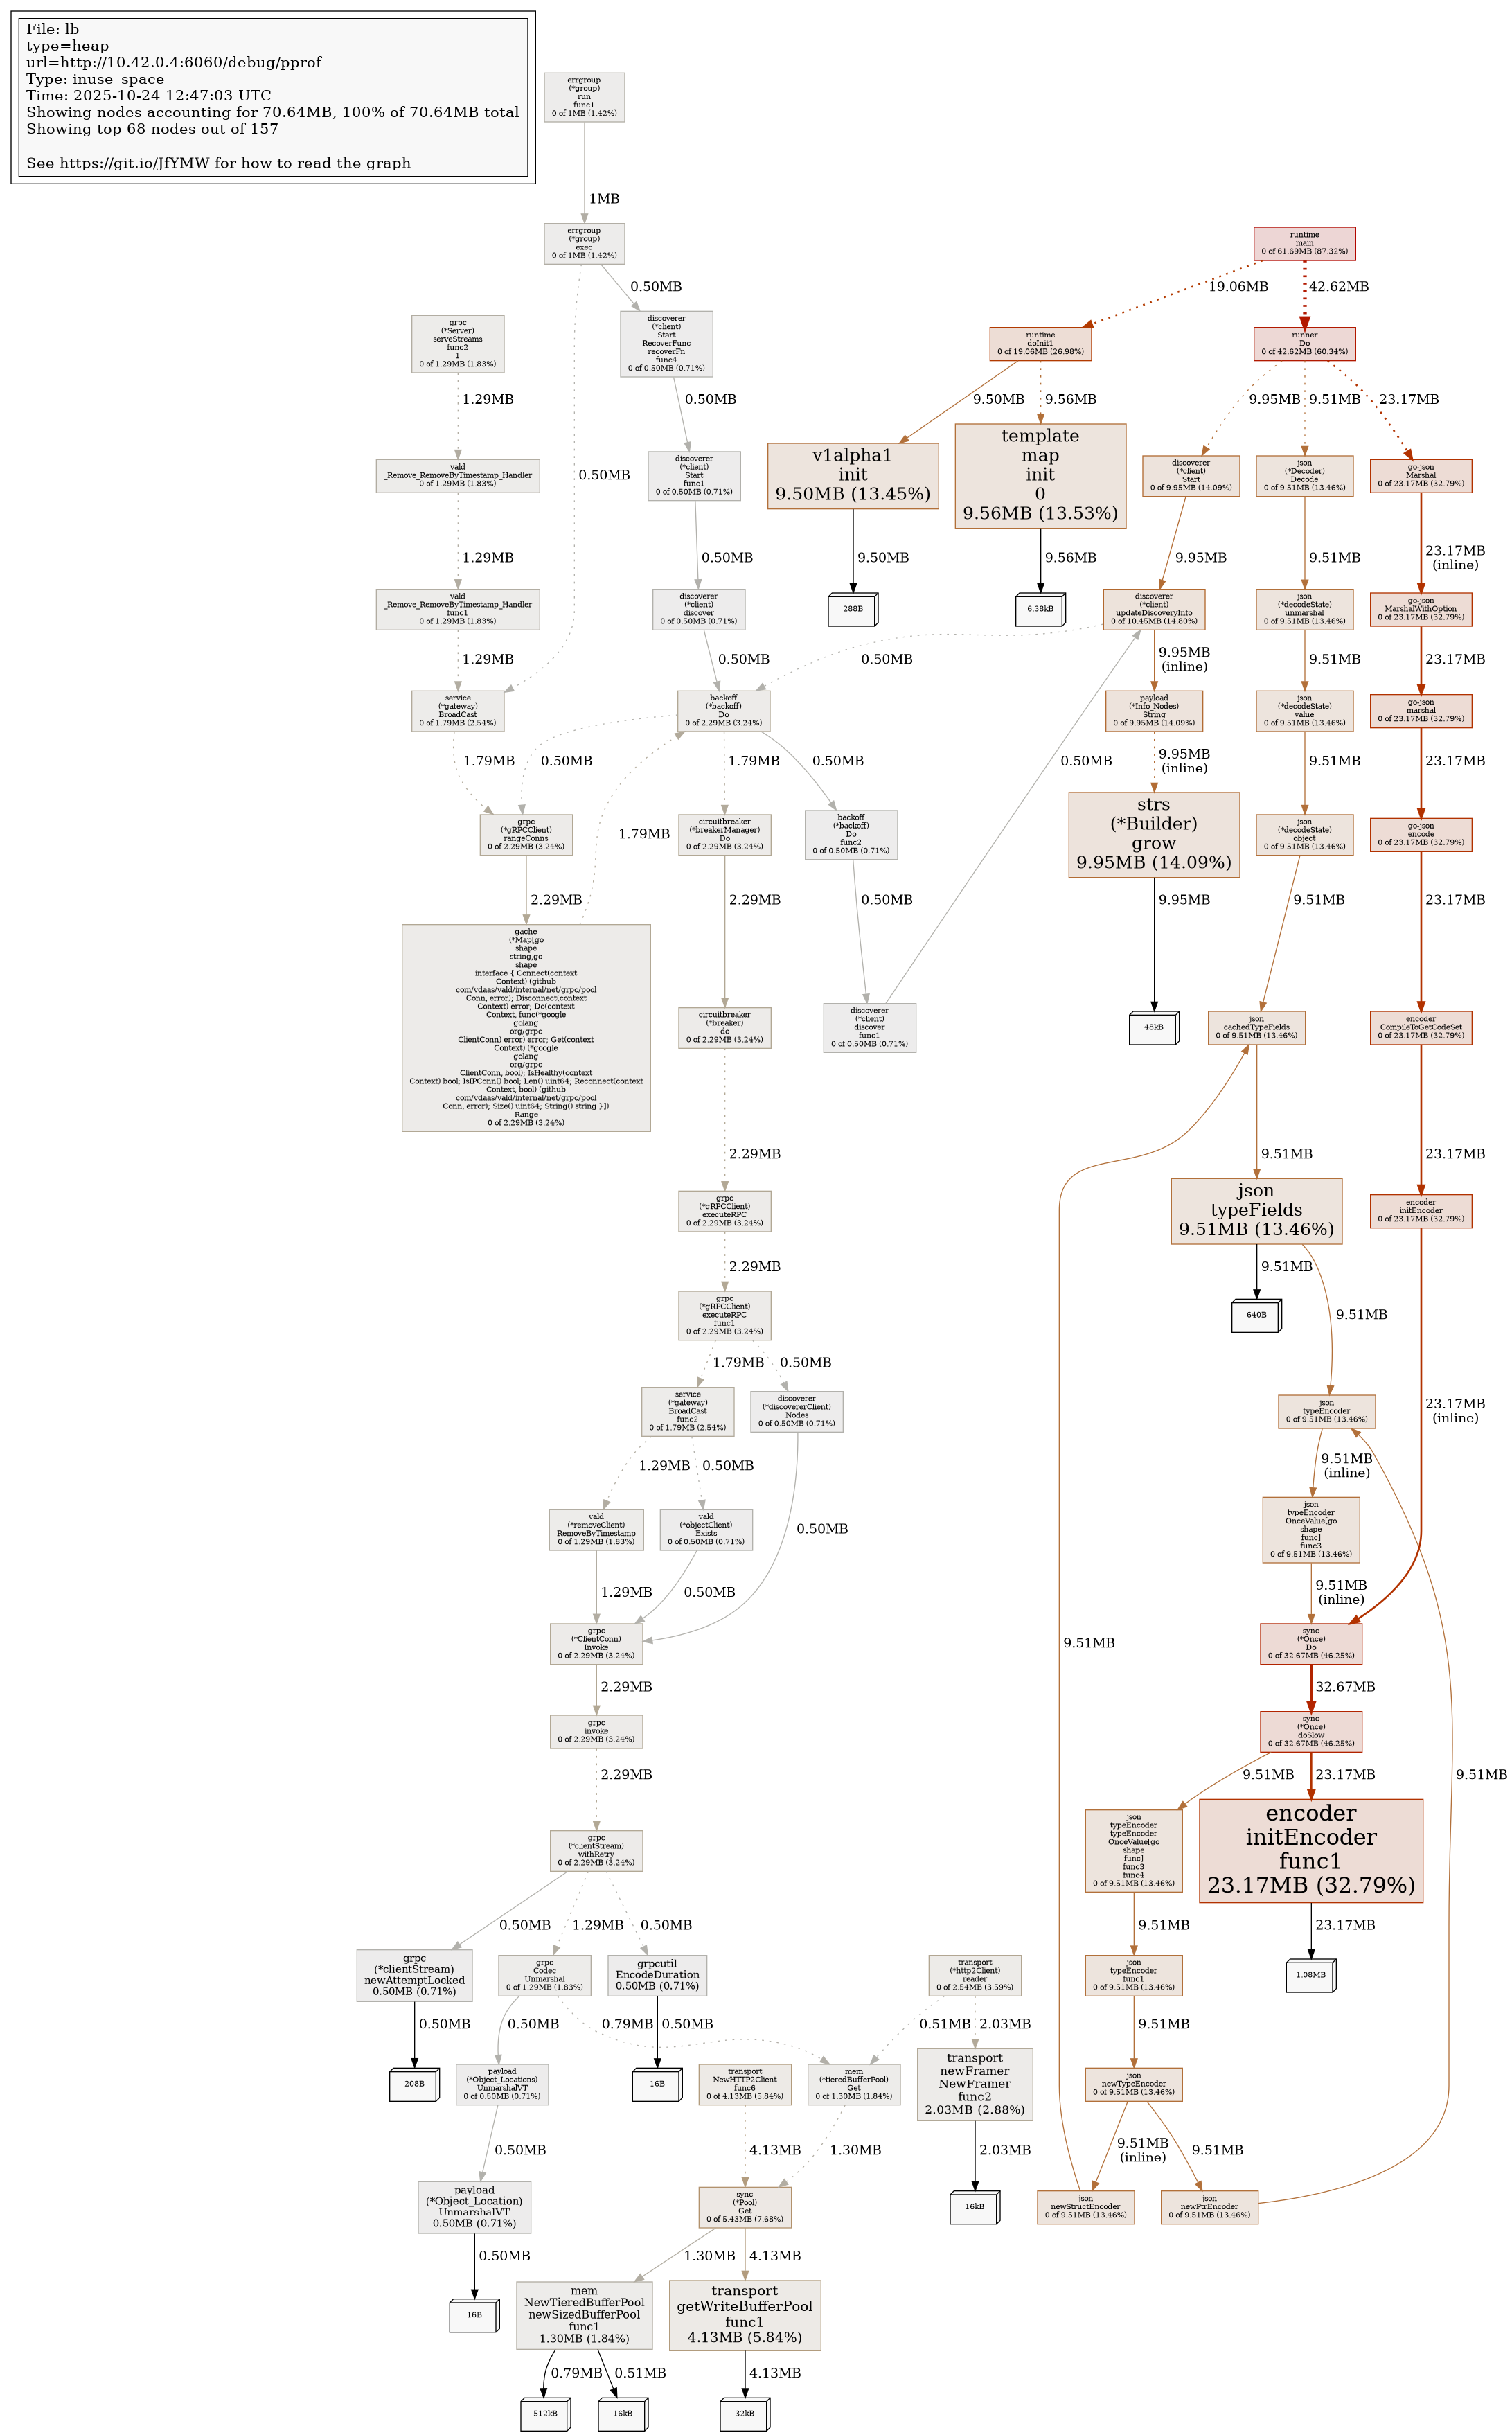 File: lb
type=heap
url=http://10.42.0.4:6060/debug/pprof
Type: inuse_space
Time: 2025-10-24 12:47:03 UTC
Showing nodes accounting for 70.64MB, 100% of 70.64MB total
Showing top 68 nodes out of 157
See https://git.io/JfYMW for how to read the graph
errgroup
(*group)
run
func1
0 of 1MB (1.42%)
1MB
errgroup
(*group)
exec
0 of 1MB (1.42%)
runtime
main
0 of 61.69MB (87.32%)
0.50MB
19.06MB
42.62MB
grpc
(*Server)
serveStreams
func2
1
0 of 1.29MB (1.83%)
discoverer
(*client)
Start
RecoverFunc
recoverFn
func4
0 of 0.50MB (0.71%)
runtime
doInit1
0 of 19.06MB (26.98%)
runner
Do
0 of 42.62MB (60.34%)
1.29MB
0.50MB
9.50MB
9.56MB
9.95MB
9.51MB
23.17MB
vald
_Remove_RemoveByTimestamp_Handler
0 of 1.29MB (1.83%)
0.50MB
discoverer
(*client)
Start
func1
0 of 0.50MB (0.71%)
v1alpha1
init
9.50MB (13.45%)
template
map
init
0
9.56MB (13.53%)
discoverer
(*client)
Start
0 of 9.95MB (14.09%)
json
(*Decoder)
Decode
0 of 9.51MB (13.46%)
go-json
Marshal
0 of 23.17MB (32.79%)
1.29MB
0.50MB
9.50MB
9.56MB
9.95MB
9.51MB
23.17MB
(inline)
vald
_Remove_RemoveByTimestamp_Handler
func1
0 of 1.29MB (1.83%)
discoverer
(*client)
discover
0 of 0.50MB (0.71%)
288B
6.38kB
discoverer
(*client)
updateDiscoveryInfo
0 of 10.45MB (14.80%)
json
(*decodeState)
unmarshal
0 of 9.51MB (13.46%)
go-json
MarshalWithOption
0 of 23.17MB (32.79%)
1.29MB
0.50MB
0.50MB
9.95MB
(inline)
9.51MB
23.17MB
service
(*gateway)
BroadCast
0 of 1.79MB (2.54%)
backoff
(*backoff)
Do
0 of 2.29MB (3.24%)
payload
(*Info_Nodes)
String
0 of 9.95MB (14.09%)
json
(*decodeState)
value
0 of 9.51MB (13.46%)
go-json
marshal
0 of 23.17MB (32.79%)
1.79MB
0.50MB
1.79MB
0.50MB
0.50MB
9.95MB
(inline)
9.51MB
23.17MB
grpc
(*gRPCClient)
rangeConns
0 of 2.29MB (3.24%)
1.79MB
circuitbreaker
(*breakerManager)
Do
0 of 2.29MB (3.24%)
backoff
(*backoff)
Do
func2
0 of 0.50MB (0.71%)
strs
(*Builder)
grow
9.95MB (14.09%)
json
(*decodeState)
object
0 of 9.51MB (13.46%)
go-json
encode
0 of 23.17MB (32.79%)
2.29MB
2.29MB
0.50MB
9.95MB
9.51MB
23.17MB
gache
(*Map[go
shape
string,go
shape
interface { Connect(context
Context) (github
com/vdaas/vald/internal/net/grpc/pool
Conn, error); Disconnect(context
Context) error; Do(context
Context, func(*google
golang
org/grpc
ClientConn) error) error; Get(context
Context) (*google
golang
org/grpc
ClientConn, bool); IsHealthy(context
Context) bool; IsIPConn() bool; Len() uint64; Reconnect(context
Context, bool) (github
com/vdaas/vald/internal/net/grpc/pool
Conn, error); Size() uint64; String() string }])
Range
0 of 2.29MB (3.24%)
circuitbreaker
(*breaker)
do
0 of 2.29MB (3.24%)
discoverer
(*client)
discover
func1
0 of 0.50MB (0.71%)
48kB
json
cachedTypeFields
0 of 9.51MB (13.46%)
encoder
CompileToGetCodeSet
0 of 23.17MB (32.79%)
2.29MB
9.51MB
23.17MB
grpc
(*gRPCClient)
executeRPC
0 of 2.29MB (3.24%)
json
typeFields
9.51MB (13.46%)
encoder
initEncoder
0 of 23.17MB (32.79%)
2.29MB
9.51MB
grpc
(*gRPCClient)
executeRPC
func1
0 of 2.29MB (3.24%)
640B
9.51MB
1.79MB
0.50MB
service
(*gateway)
BroadCast
func2
0 of 1.79MB (2.54%)
discoverer
(*discovererClient)
Nodes
0 of 0.50MB (0.71%)
json
typeEncoder
0 of 9.51MB (13.46%)
23.17MB
(inline)
1.29MB
0.50MB
9.51MB
(inline)
vald
(*removeClient)
RemoveByTimestamp
0 of 1.29MB (1.83%)
vald
(*objectClient)
Exists
0 of 0.50MB (0.71%)
0.50MB
json
typeEncoder
OnceValue[go
shape
func]
func3
0 of 9.51MB (13.46%)
1.29MB
0.50MB
9.51MB
(inline)
grpc
(*ClientConn)
Invoke
0 of 2.29MB (3.24%)
9.51MB
sync
(*Once)
Do
0 of 32.67MB (46.25%)
2.29MB
32.67MB
grpc
invoke
0 of 2.29MB (3.24%)
sync
(*Once)
doSlow
0 of 32.67MB (46.25%)
2.29MB
9.51MB
23.17MB
9.51MB
grpc
(*clientStream)
withRetry
0 of 2.29MB (3.24%)
json
typeEncoder
typeEncoder
OnceValue[go
shape
func]
func3
func4
0 of 9.51MB (13.46%)
encoder
initEncoder
func1
23.17MB (32.79%)
0.50MB
1.29MB
0.50MB
9.51MB
23.17MB
grpc
(*clientStream)
newAttemptLocked
0.50MB (0.71%)
grpc
Codec
Unmarshal
0 of 1.29MB (1.83%)
grpcutil
EncodeDuration
0.50MB (0.71%)
transport
(*http2Client)
reader
0 of 2.54MB (3.59%)
json
typeEncoder
func1
0 of 9.51MB (13.46%)
1.08MB
0.50MB
0.50MB
0.79MB
0.50MB
0.51MB
2.03MB
9.51MB
208B
payload
(*Object_Locations)
UnmarshalVT
0 of 0.50MB (0.71%)
16B
transport
NewHTTP2Client
func6
0 of 4.13MB (5.84%)
mem
(*tieredBufferPool)
Get
0 of 1.30MB (1.84%)
transport
newFramer
NewFramer
func2
2.03MB (2.88%)
json
newTypeEncoder
0 of 9.51MB (13.46%)
0.50MB
4.13MB
1.30MB
2.03MB
9.51MB
(inline)
9.51MB
payload
(*Object_Location)
UnmarshalVT
0.50MB (0.71%)
sync
(*Pool)
Get
0 of 5.43MB (7.68%)
16kB
json
newStructEncoder
0 of 9.51MB (13.46%)
json
newPtrEncoder
0 of 9.51MB (13.46%)
0.50MB
1.30MB
4.13MB
16B
mem
NewTieredBufferPool
newSizedBufferPool
func1
1.30MB (1.84%)
transport
getWriteBufferPool
func1
4.13MB (5.84%)
0.79MB
0.51MB
4.13MB
512kB
16kB
32kB